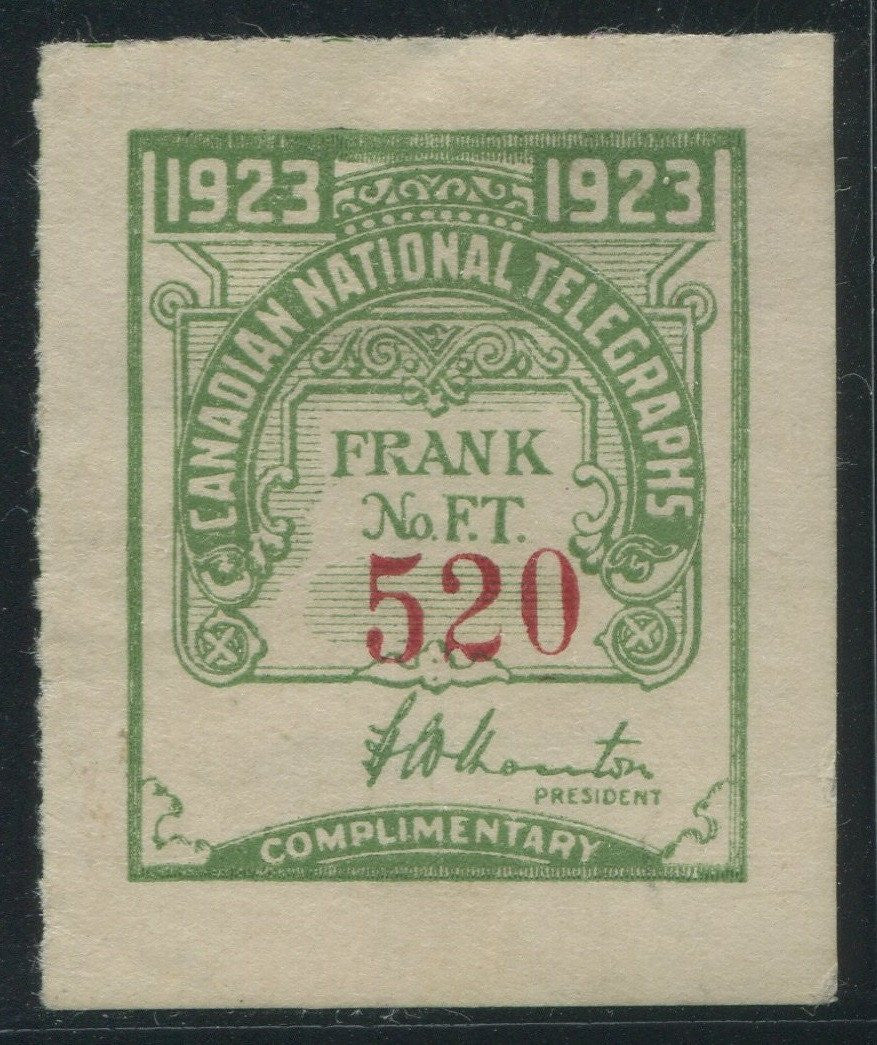 1923 1923
CANADIAN NATIONAL TELEGRAPHS
FRANK
No. F.T.
520
PRESIDENT
COMPLIMENTARY